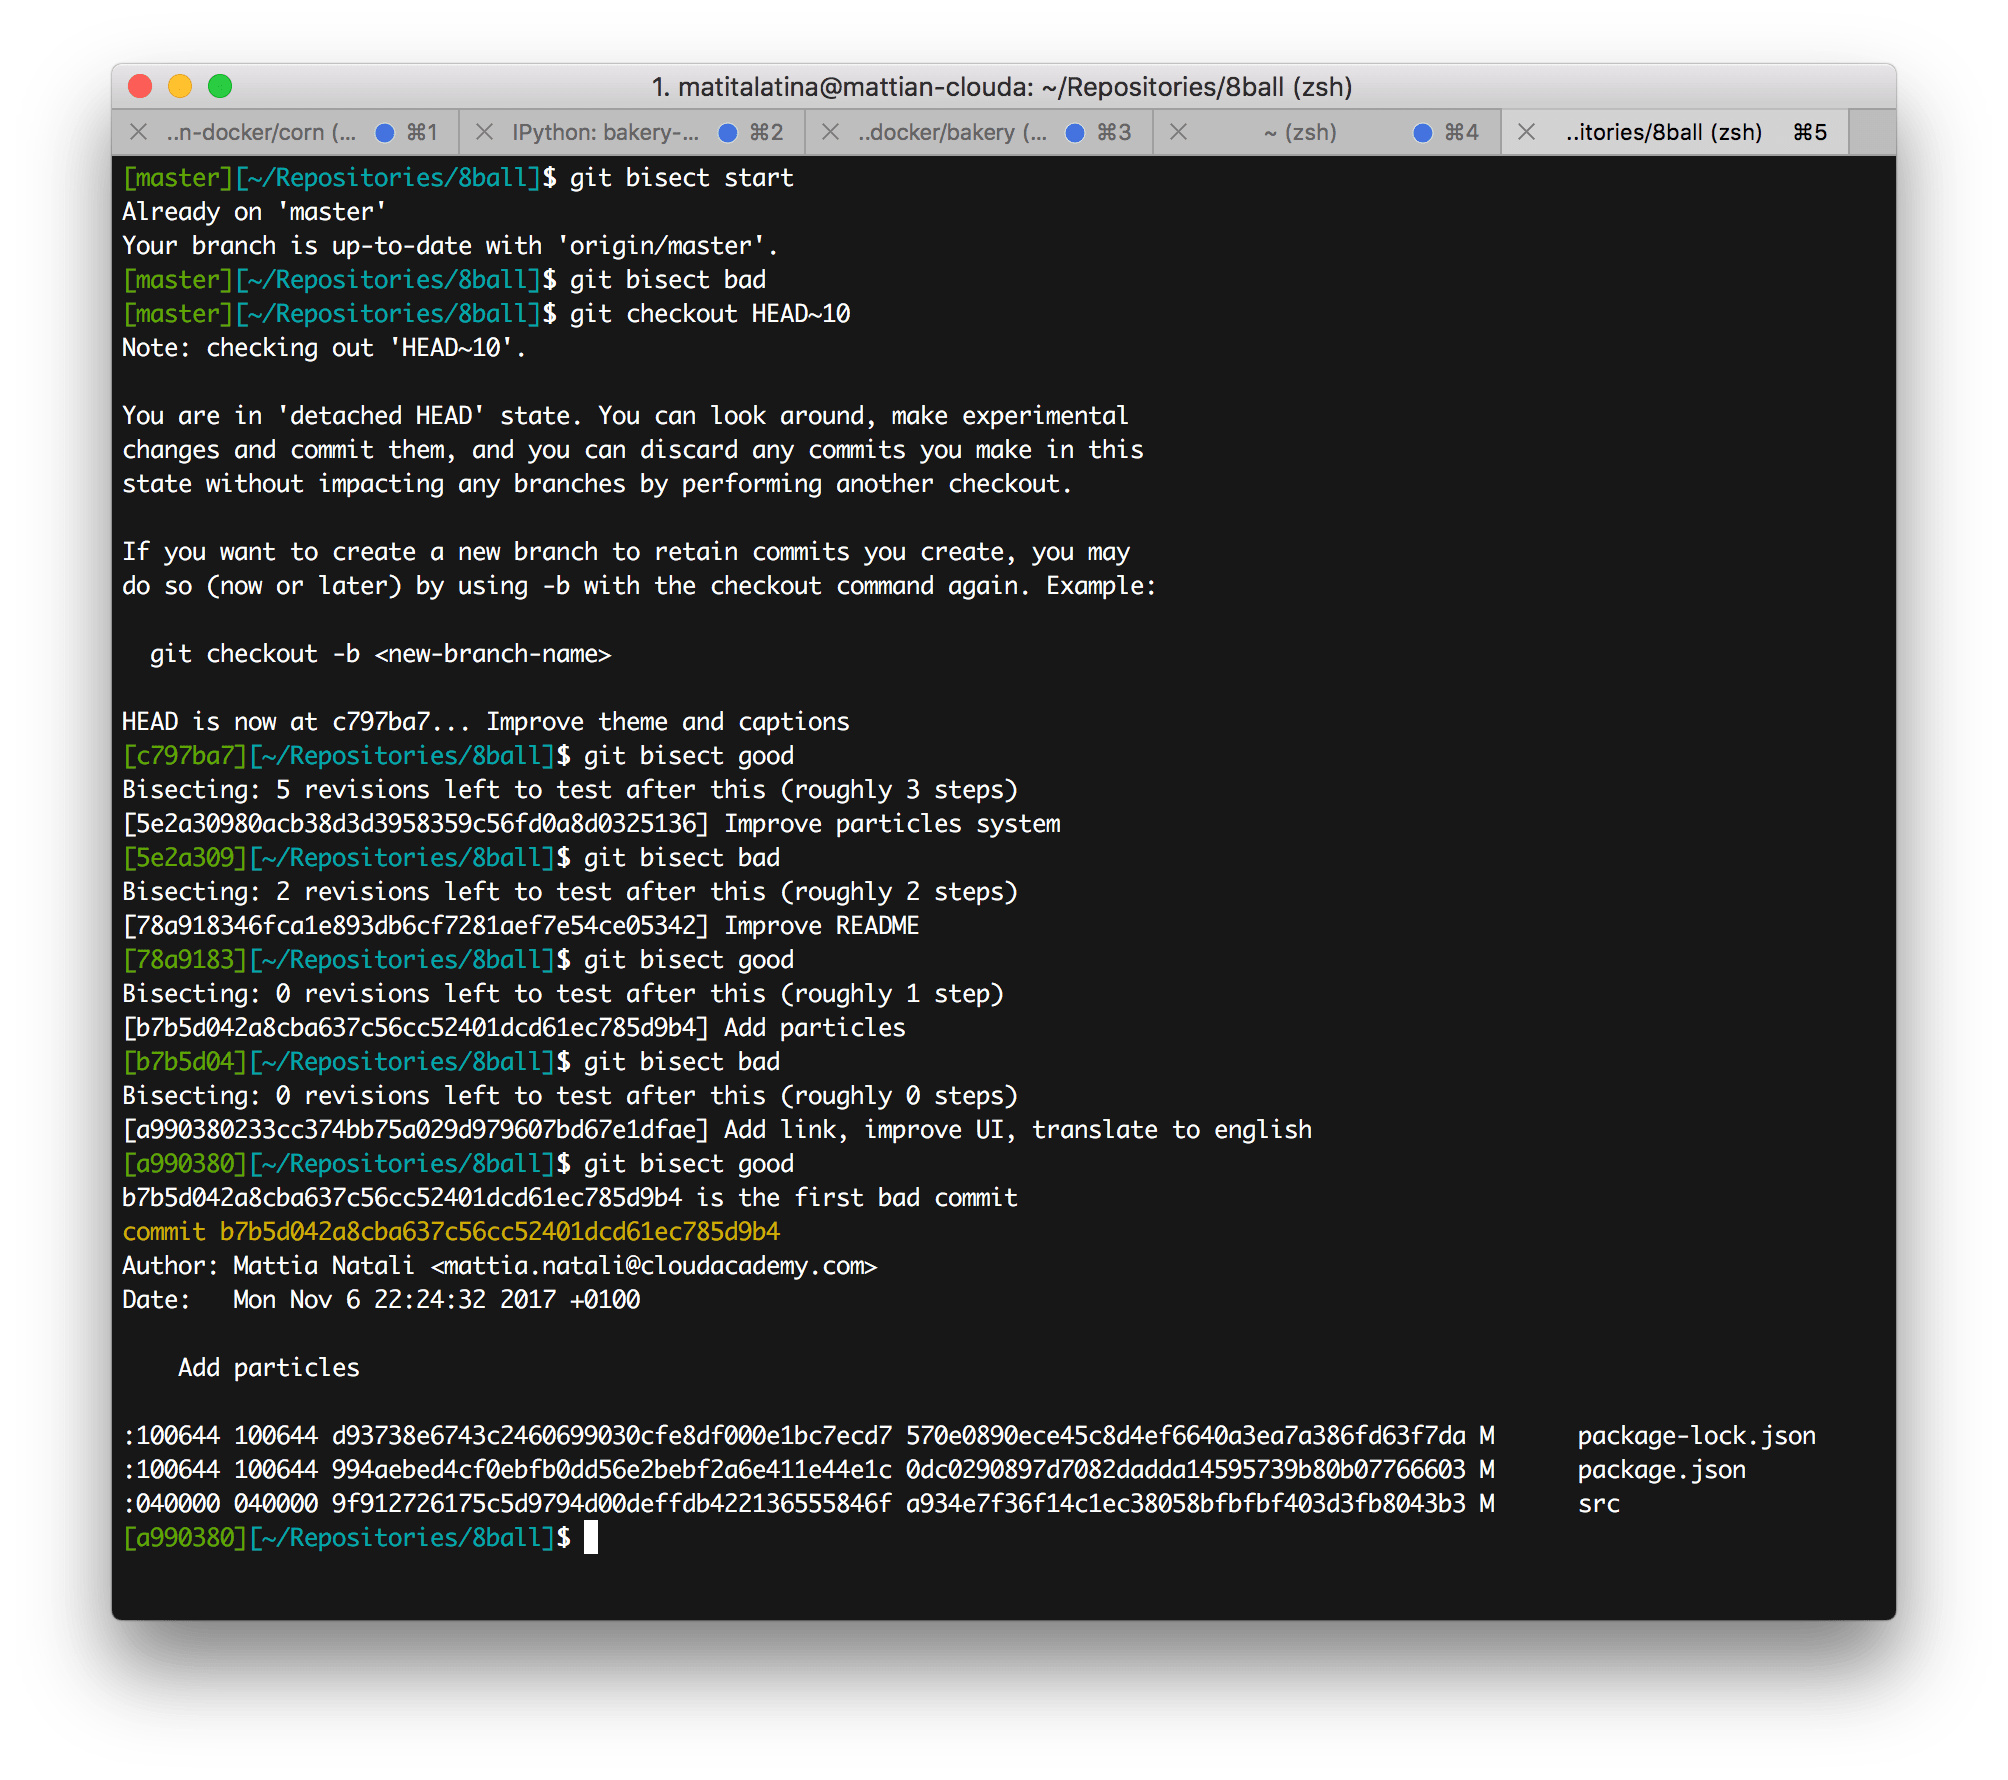 1. matitalatina@mattian-clouda: ~/Repositories/8ball (zsh)
..n-docker/corn (... ⌘1 IPython: bakery-... ⌘2 ..docker/bakery (... ⌘3 ~ (zsh) ⌘4 ..itories/8ball (zsh) ⌘5
[master][~/Repositories/8ball]$ git bisect start
Already on 'master'
Your branch is up-to-date with 'origin/master'.
[master][~/Repositories/8ball]$ git bisect bad
[master][~/Repositories/8ball]$ git checkout HEAD~10
Note: checking out 'HEAD~10'.
You are in 'detached HEAD' state. You can look around, make experimental
changes and commit them, and you can discard any commits you make in this
state without impacting any branches by performing another checkout.
If you want to create a new branch to retain commits you create, you may
do so (now or later) by using -b with the checkout command again. Example:
git checkout -b <new-branch-name>
HEAD is now at c797ba7... Improve theme and captions
[c797ba7][~/Repositories/8ball]$ git bisect good
Bisecting: 5 revisions left to test after this (roughly 3 steps)
[5e2a30980acb38d3d3958359c56fd0a8d0325136] Improve particles system
[5e2a309][~/Repositories/8ball]$ git bisect bad
Bisecting: 2 revisions left to test after this (roughly 2 steps)
[78a918346fca1e893db6cf7281aef7e54ce05342] Improve README
[78a9183][~/Repositories/8ball]$ git bisect good
Bisecting: 0 revisions left to test after this (roughly 1 step)
[b7b5d042a8cba637c56cc52401dcd61ec785d9b4] Add particles
[b7b5d04][~/Repositories/8ball]$ git bisect bad
Bisecting: 0 revisions left to test after this (roughly 0 steps)
[a990380233cc374bb75a029d979607bd67e1dfae] Add link, improve UI, translate to english
[a990380][~/Repositories/8ball]$ git bisect good
b7b5d042a8cba637c56cc52401dcd61ec785d9b4 is the first bad commit
commit b7b5d042a8cba637c56cc52401dcd61ec785d9b4
Author: Mattia Natali <mattia.natali@cloudacademy.com>
Date:   Mon Nov 6 22:24:32 2017 +0100
Add particles
:100644 100644 d93738e6743c2460699030cfe8df000e1bc7ecd7 570e0890ece45c8d4ef6640a3ea7a386fd63f7da M	package-lock.json
:100644 100644 994aebed4cf0ebfb0dd56e2bebf2a6e411e44e1c 0dc0290897d7082dadda14595739b80b07766603 M	package.json
:040000 040000 9f912726175c5d9794d00deffdb422136555846f a934e7f36f14c1ec38058bfbfbf403d3fb8043b3 M	src
[a990380][~/Repositories/8ball]$